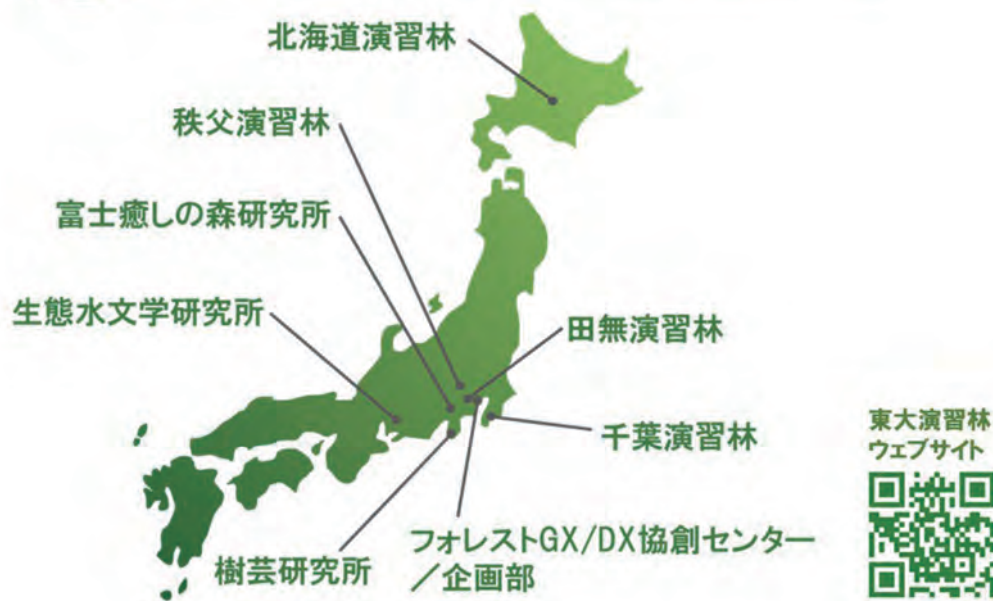 北海道演習林
秩父演習林
富士癒しの森研究所
生態水文学研究所
田無演習林
千葉演習林
フォレストGX/DX協創センター
／企画部
樹芸研究所
東大演習林
ウェブサイト